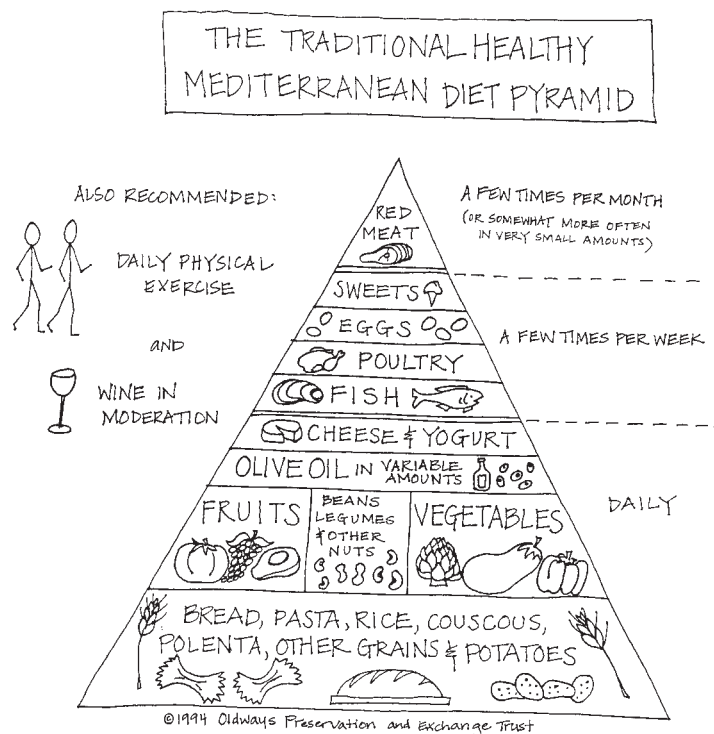 THE TRADITIONAL HEALTHY
MEDITERRANEAN DIET PYRAMID
ALSO RECOMMENDED:
DAILY PHYSICAL
EXERCISE
AND
WINE IN
MODERATION
RED
MEAT
SWEETS
EGGS
POULTRY
FISH
CHEESE & YOGURT
OLIVE OIL IN VARIABLE
AMOUNTS
FRUITS
BEANS
LEGUMES
& OTHER
NUTS
VEGETABLES
BREAD, PASTA, RICE, COUSCOUS,
POLENTA, OTHER GRAINS & POTATOES
A FEW TIMES PER MONTH
(OR SOMEWHAT MORE OFTEN
IN VERY SMALL AMOUNTS)
A FEW TIMES PER WEEK
DAILY
©1994 Oldways Preservation and Exchange Trust